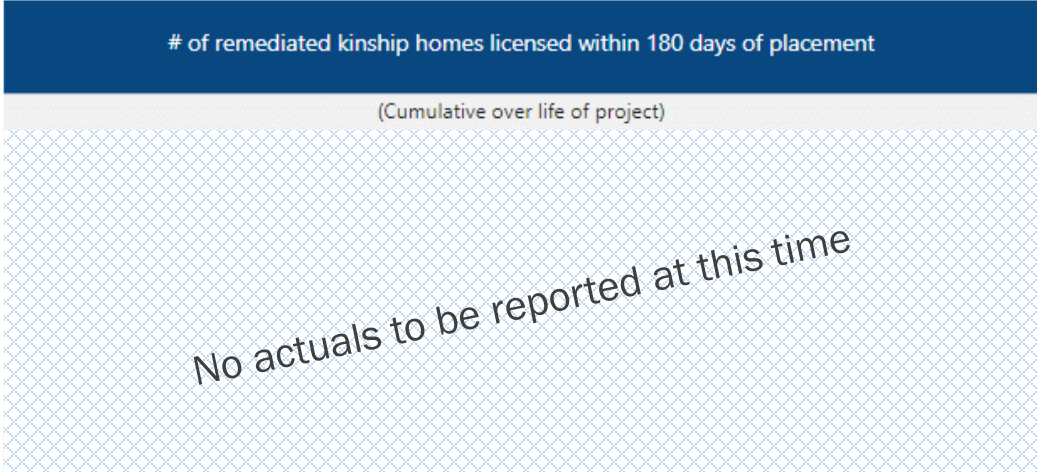 # of remediated kinship homes licensed within 180 days of placement
(Cumulative over life of project)
No actuals to be reported at this time